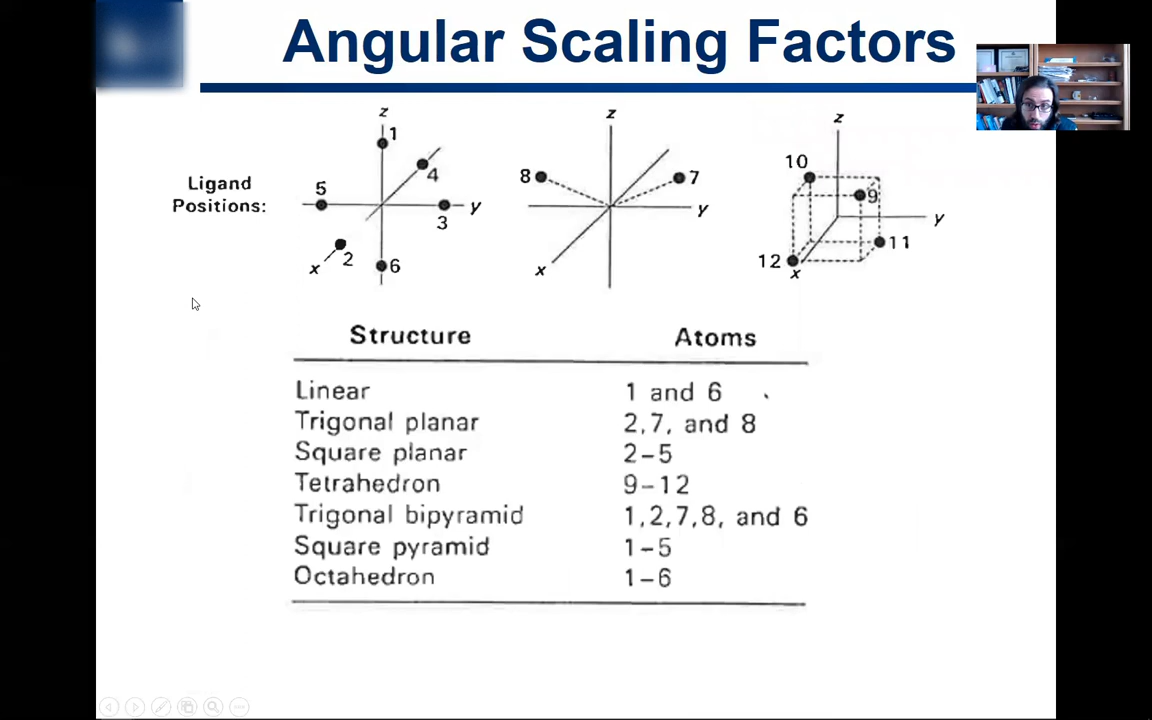 Angular Scaling Factors
Ligand
Positions:
z
1
4
5
y
3
2
x
6
z
8
7
y
x
z
10
9
y
11
12
x
Structure Atoms
Linear 1 and 6
Trigonal planar 2,7, and 8
Square planar 2-5
Tetrahedron 9-12
Trigonal bipyramid 1,2,7,8, and 6
Square pyramid 1-5
Octahedron 1-6